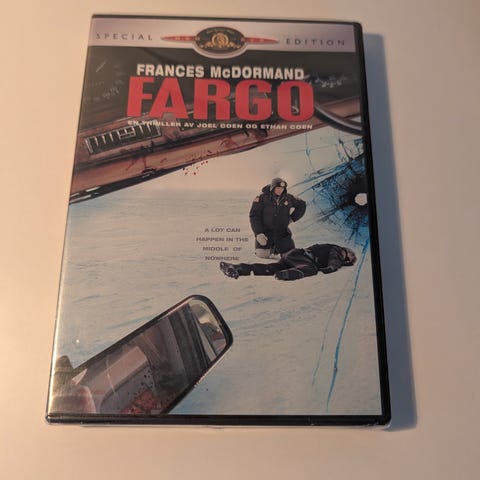 SPECIAL EDITION
FRANCES McDORMAND
FARGO
EN THRILLER AV JOEL COEN OG ETHAN COEN
A LOT CAN
HAPPEN IN THE
MIDDLE OF
NOWHERE